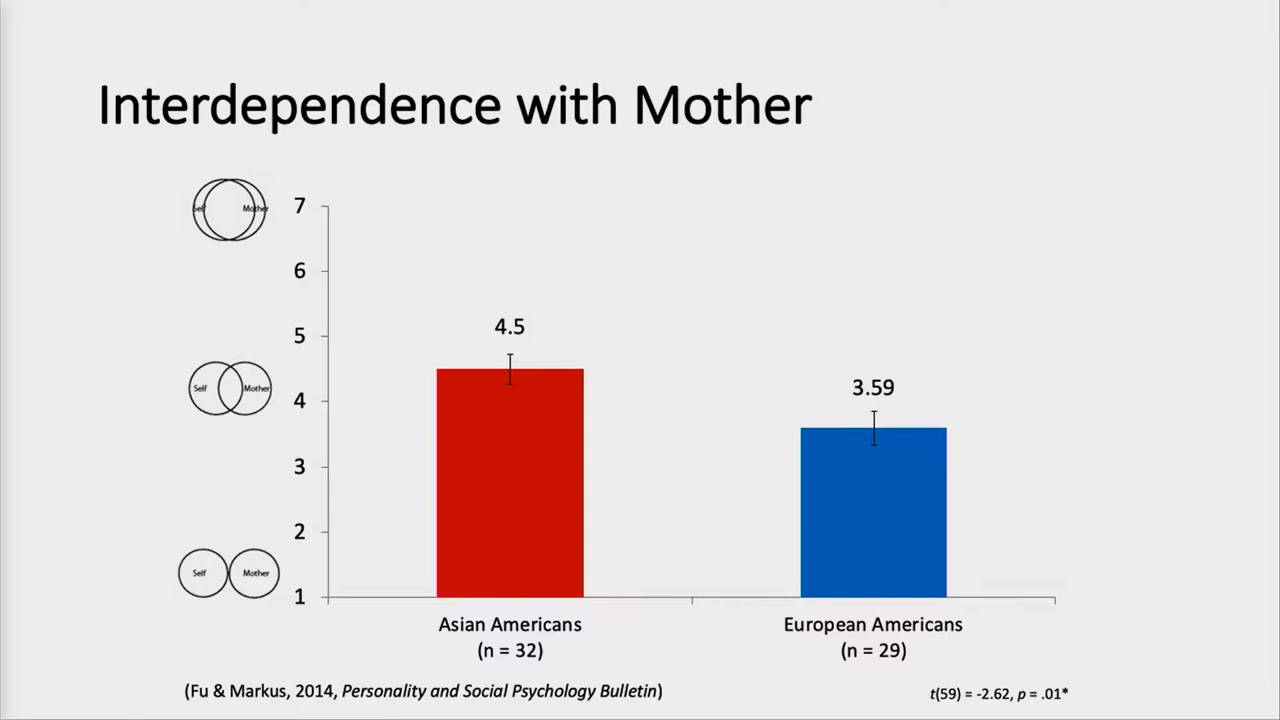 Interdependence with Mother
Self Mother
7
6
5
Self Mother
4
3
2
Self Mother
1
4.5
3.59
Asian Americans
(n = 32)
European Americans
(n = 29)
(Fu & Markus, 2014, Personality and Social Psychology Bulletin)
t(59) = -2.62, p = .01*